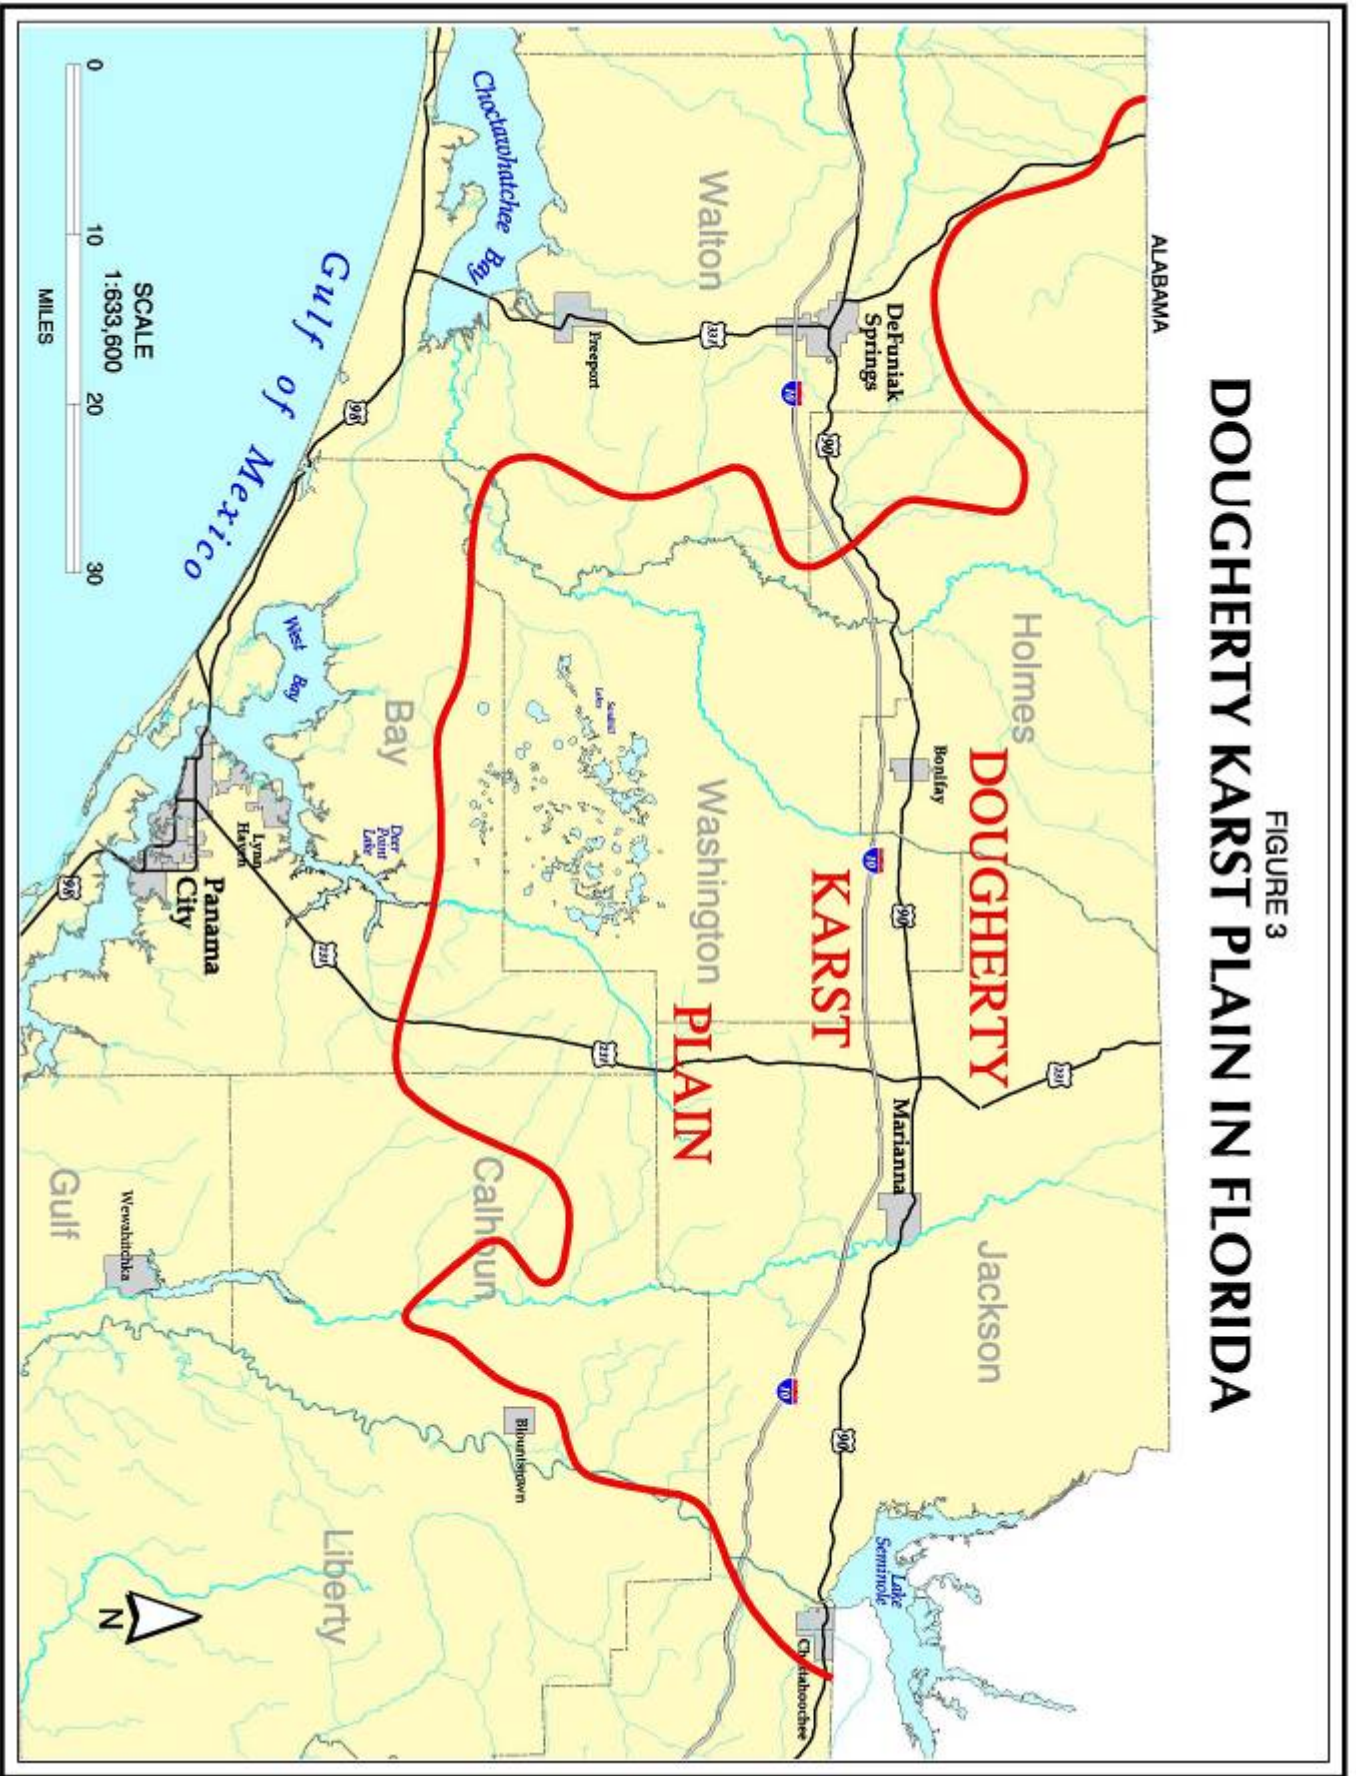 FIGURE 3
DOUGHERTY KARST PLAIN IN FLORIDA
ALABAMA
Holmes
Jackson
DOUGHERTY
KARST
PLAIN
Walton
Washington
Calhoun
Bay
Gulf
Liberty
DeFuniak
Springs
Bonifay
Marianna
Chattahoochee
Freeport
Blountstown
Lynn
Haven
Panama
City
Wewahitchka
Lake
Seminole
Sandhill
Lakes
Choctawhatchee Bay
West Bay
Deer
Point
Lake
Gulf of Mexico
331
10
90
10
90
231
231
10
90
98
231
98
SCALE
1:633,600
0
10
20
30
MILES
N